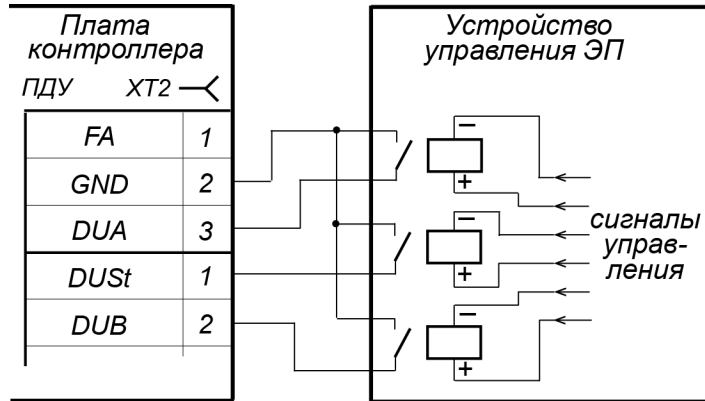 Плата
контроллера
ПДУ XT2
FA 1
GND 2
DUA 3
DUSt 1
DUB 2
Устройство
управления ЭП
−
+
−
+
−
+
сигналы
управ-
ления